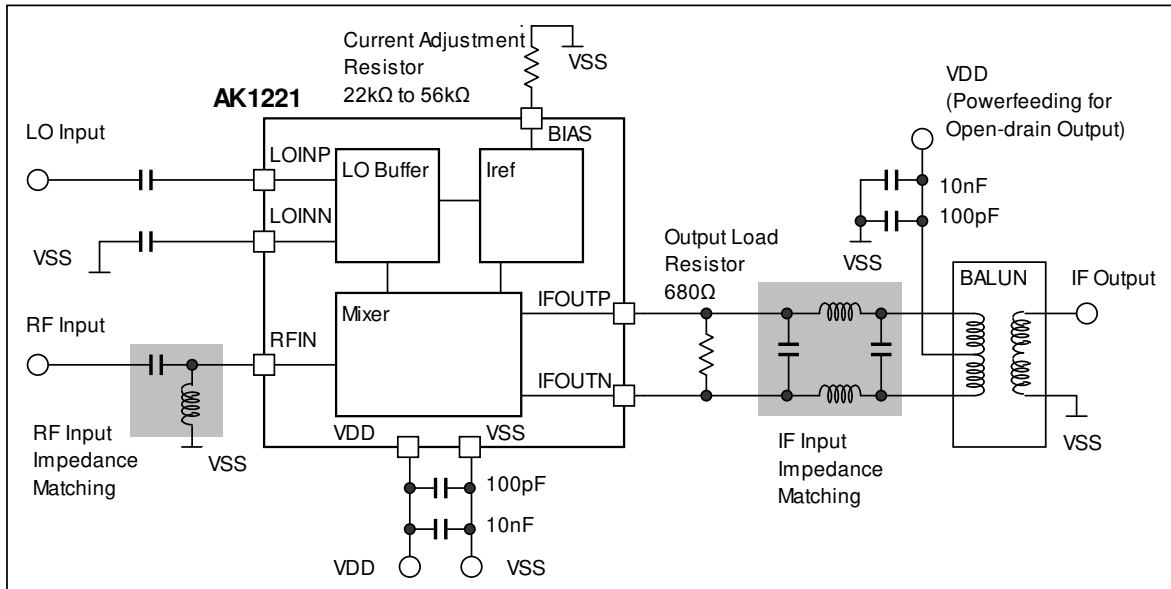 Current Adjustment
Resistor
22kΩ to 56kΩ
VSS
VDD
(Powerfeeding for
Open-drain Output)
AK1221
BIAS
LO Input
LOINP
LO Buffer
Iref
LOINN
VSS
10nF
100pF
VSS
Output Load
Resistor
680Ω
BALUN
IF Output
RF Input
RFIN
Mixer
IFOUTP
IFOUTN
RF Input
Impedance
Matching
VSS
VDD
VSS
IF Input
Impedance
Matching
VSS
100pF
10nF
VDD
VSS